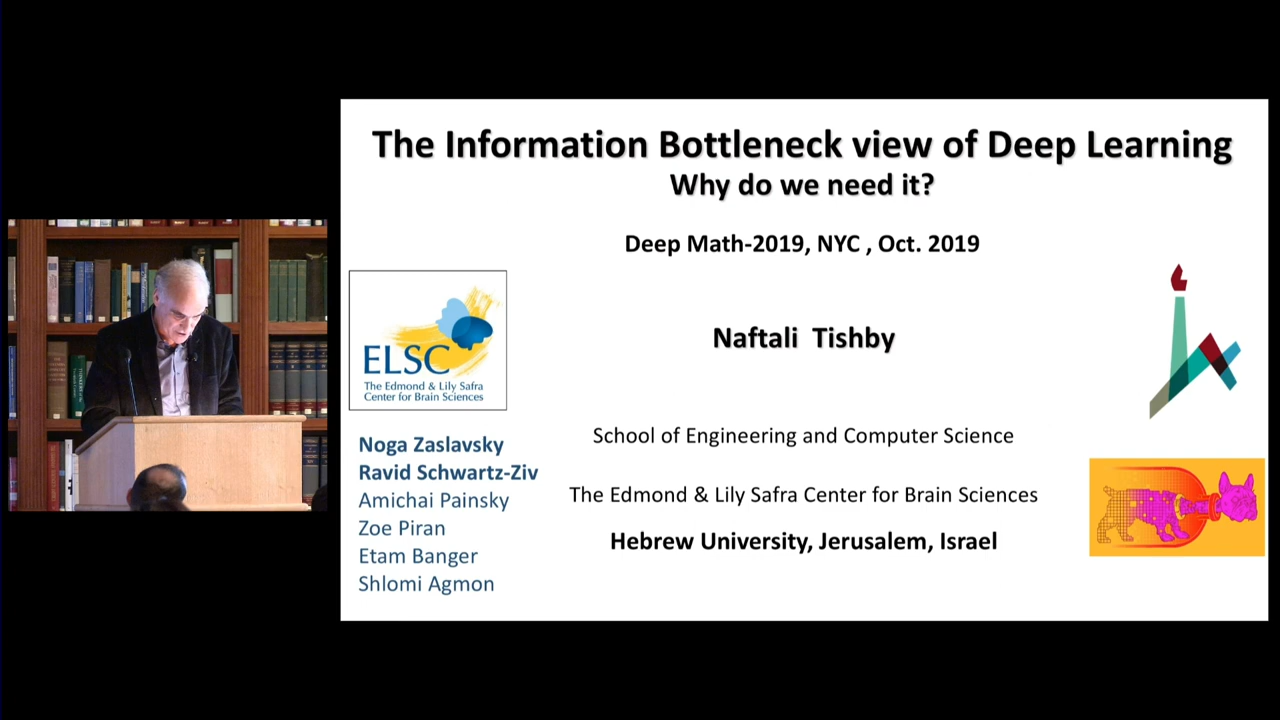 The Information Bottleneck view of Deep Learning
Why do we need it?
Deep Math-2019, NYC , Oct. 2019
ELSC
The Edmond & Lily Safra
Center for Brain Sciences
Naftali Tishby
Noga Zaslavsky
Ravid Schwartz-Ziv
Amichai Painsky
Zoe Piran
Etam Banger
Shlomi Agmon
School of Engineering and Computer Science
The Edmond & Lily Safra Center for Brain Sciences
Hebrew University, Jerusalem, Israel